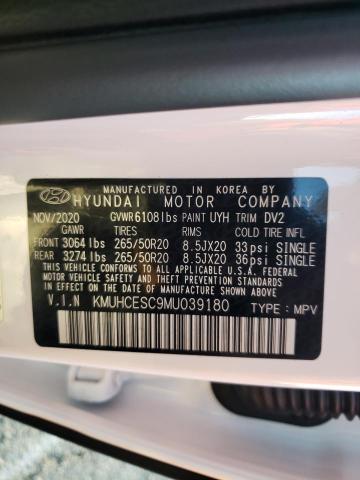 MANUFACTURED IN KOREA BY
HYUNDAI MOTOR COMPANY
NOV/2020 GVWR 6108lbs PAINT UYH TRIM DV2
GAWR TIRES RIMS COLD TIRE INFL
FRONT 3064 lbs 265/50R20 8.5JX20 33psi SINGLE
REAR 3274 lbs 265/50R20 8.5JX20 36psi SINGLE
THIS VEHICLE CONFORMS TO ALL APPLICABLE U.S. FEDERAL
MOTOR VEHICLE SAFETY AND THEFT PREVENTION STANDARDS
IN EFFECT ON THE DATE OF MANUFACTURE SHOWN ABOVE.
V.I.N KMUHCESC9MU039180 TYPE : MPV